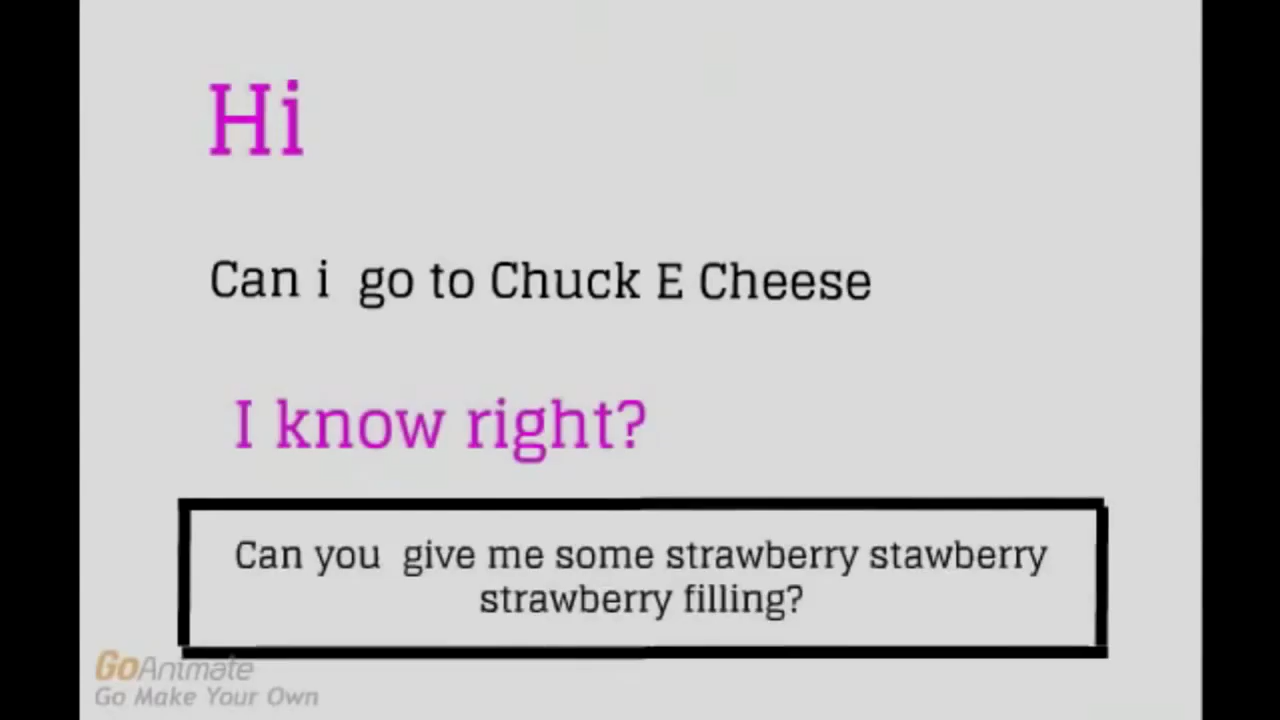 Hi
Can i  go to Chuck E Cheese
I know right?
Can you  give me some strawberry stawberry
strawberry filling?
GoAnimate
Go Make Your Own